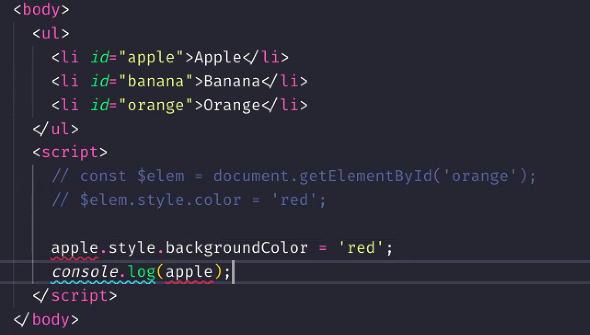 <body>
<ul>
<li id="apple">Apple</li>
<li id="banana">Banana</li>
<li id="orange">Orange</li>
</ul>
<script>
// const $elem = document.getElementById('orange');
// $elem.style.color = 'red';
apple.style.backgroundColor = 'red';
console.log(apple);
</script>
</body>